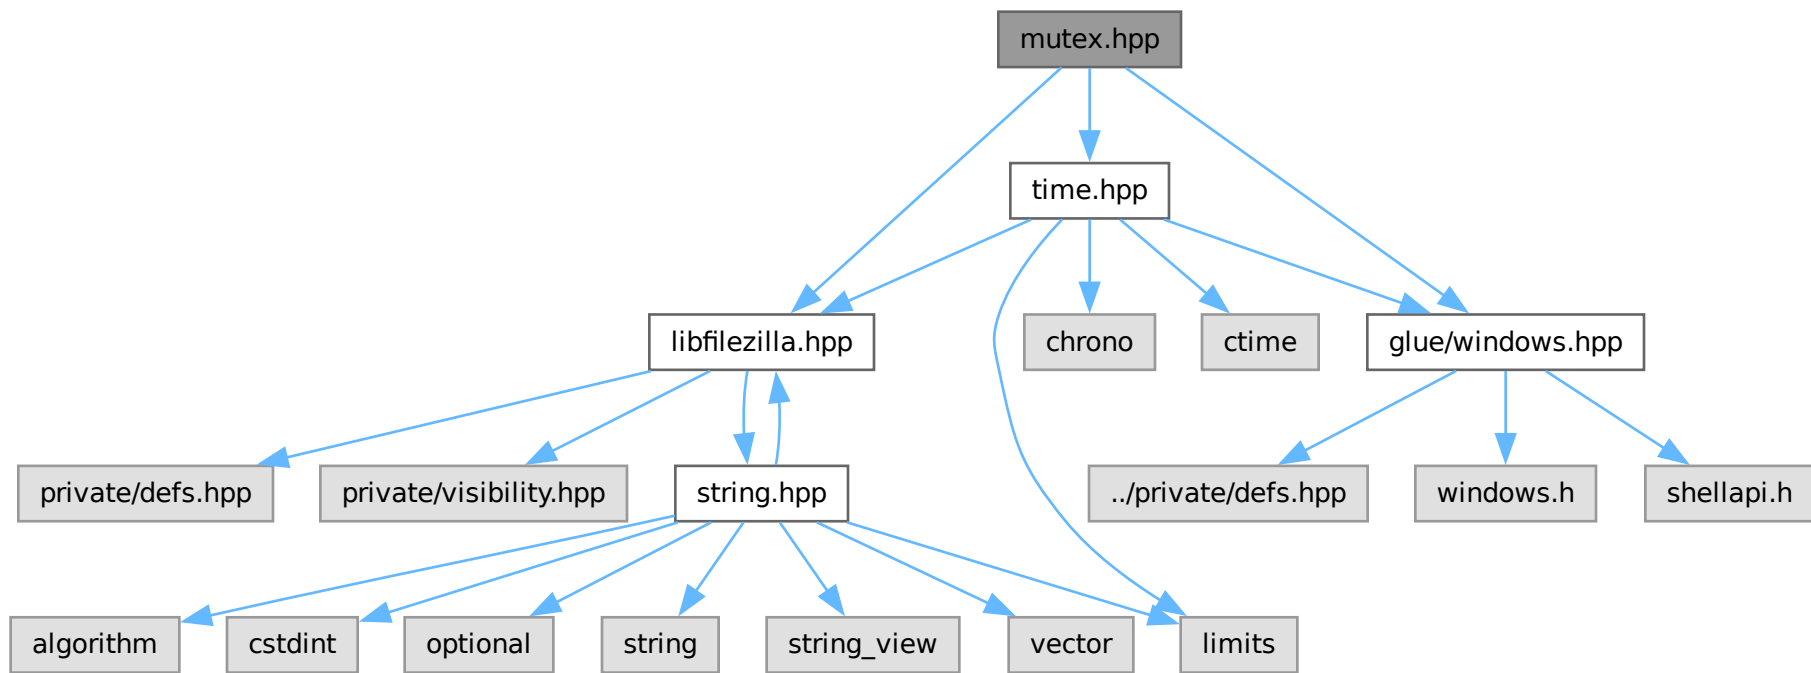 mutex.hpp
time.hpp
libfilezilla.hpp
chrono
ctime
glue/windows.hpp
private/defs.hpp
private/visibility.hpp
string.hpp
../private/defs.hpp
windows.h
shellapi.h
algorithm
cstdint
optional
string
string_view
vector
limits